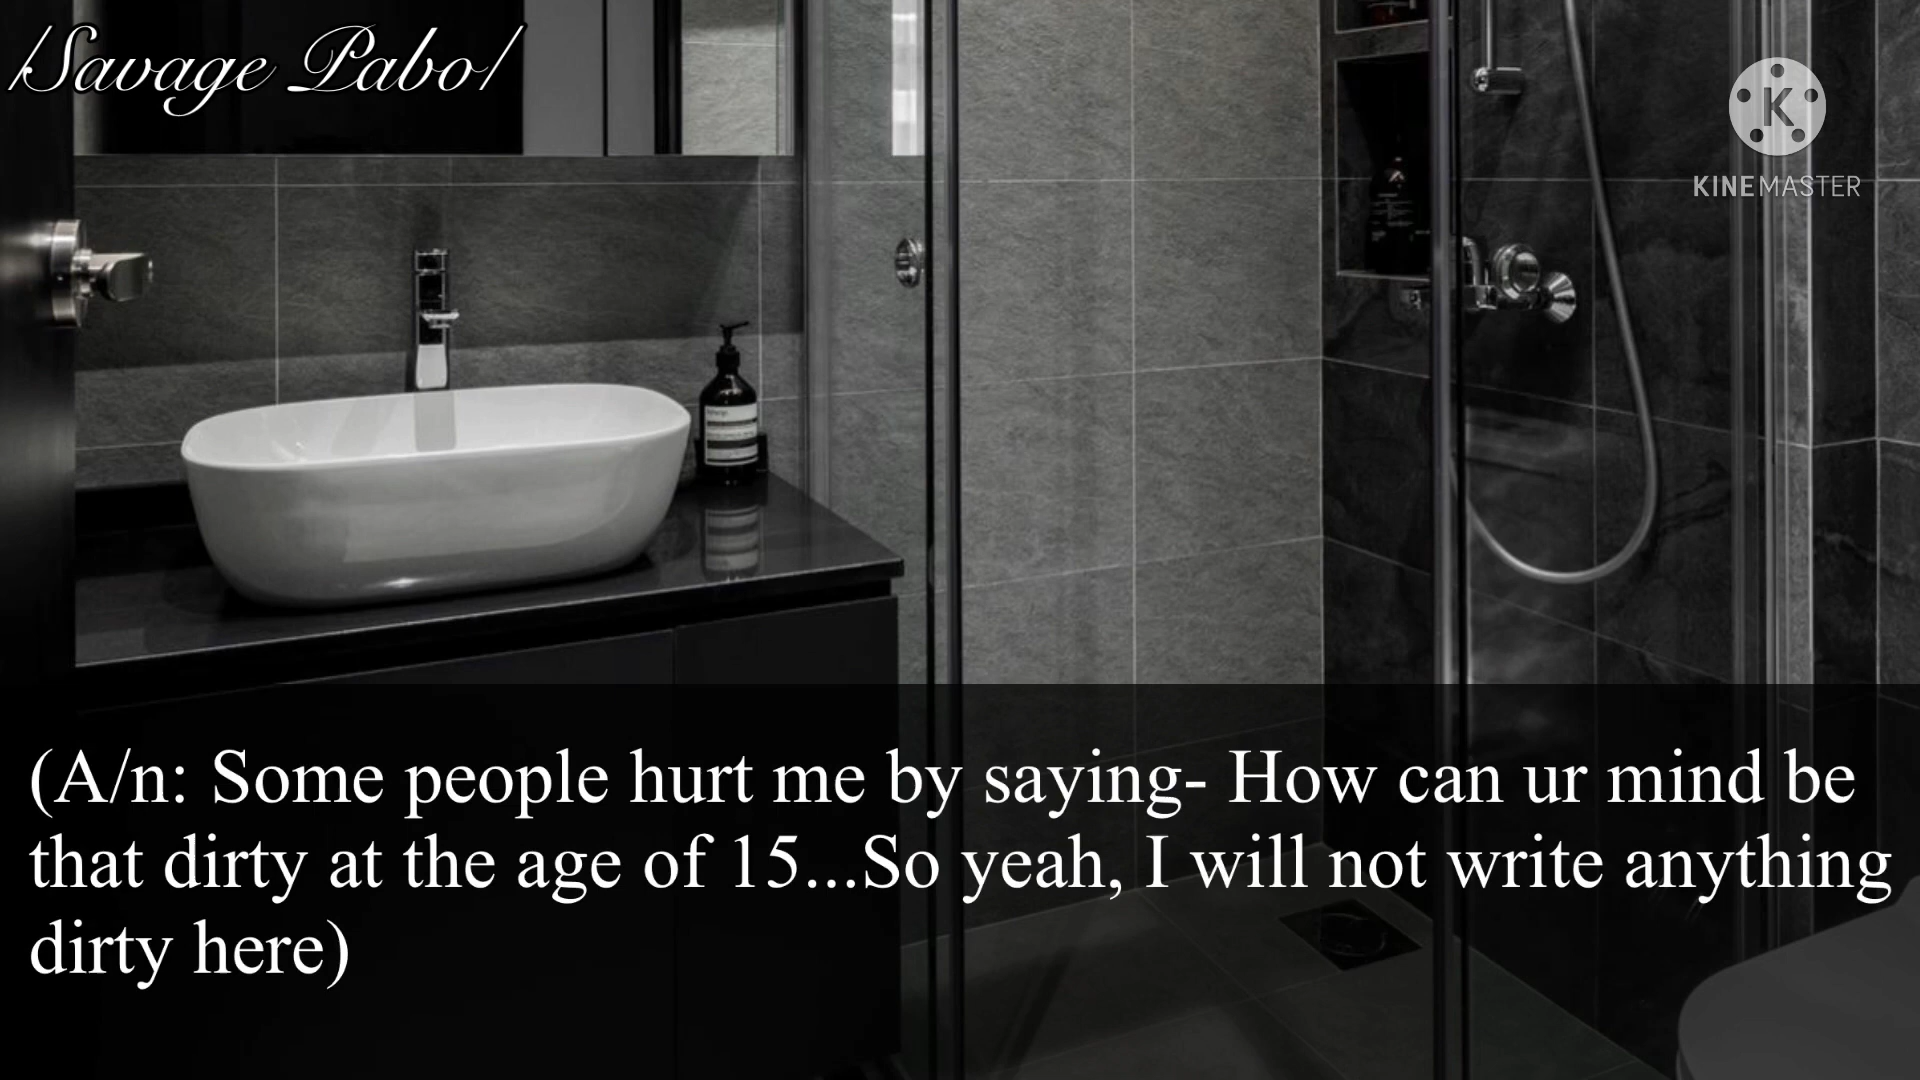 /Savage Pabo/
KINEMASTER
(A/n: Some people hurt me by saying- How can ur mind be
that dirty at the age of 15...So yeah, I will not write anything
dirty here)